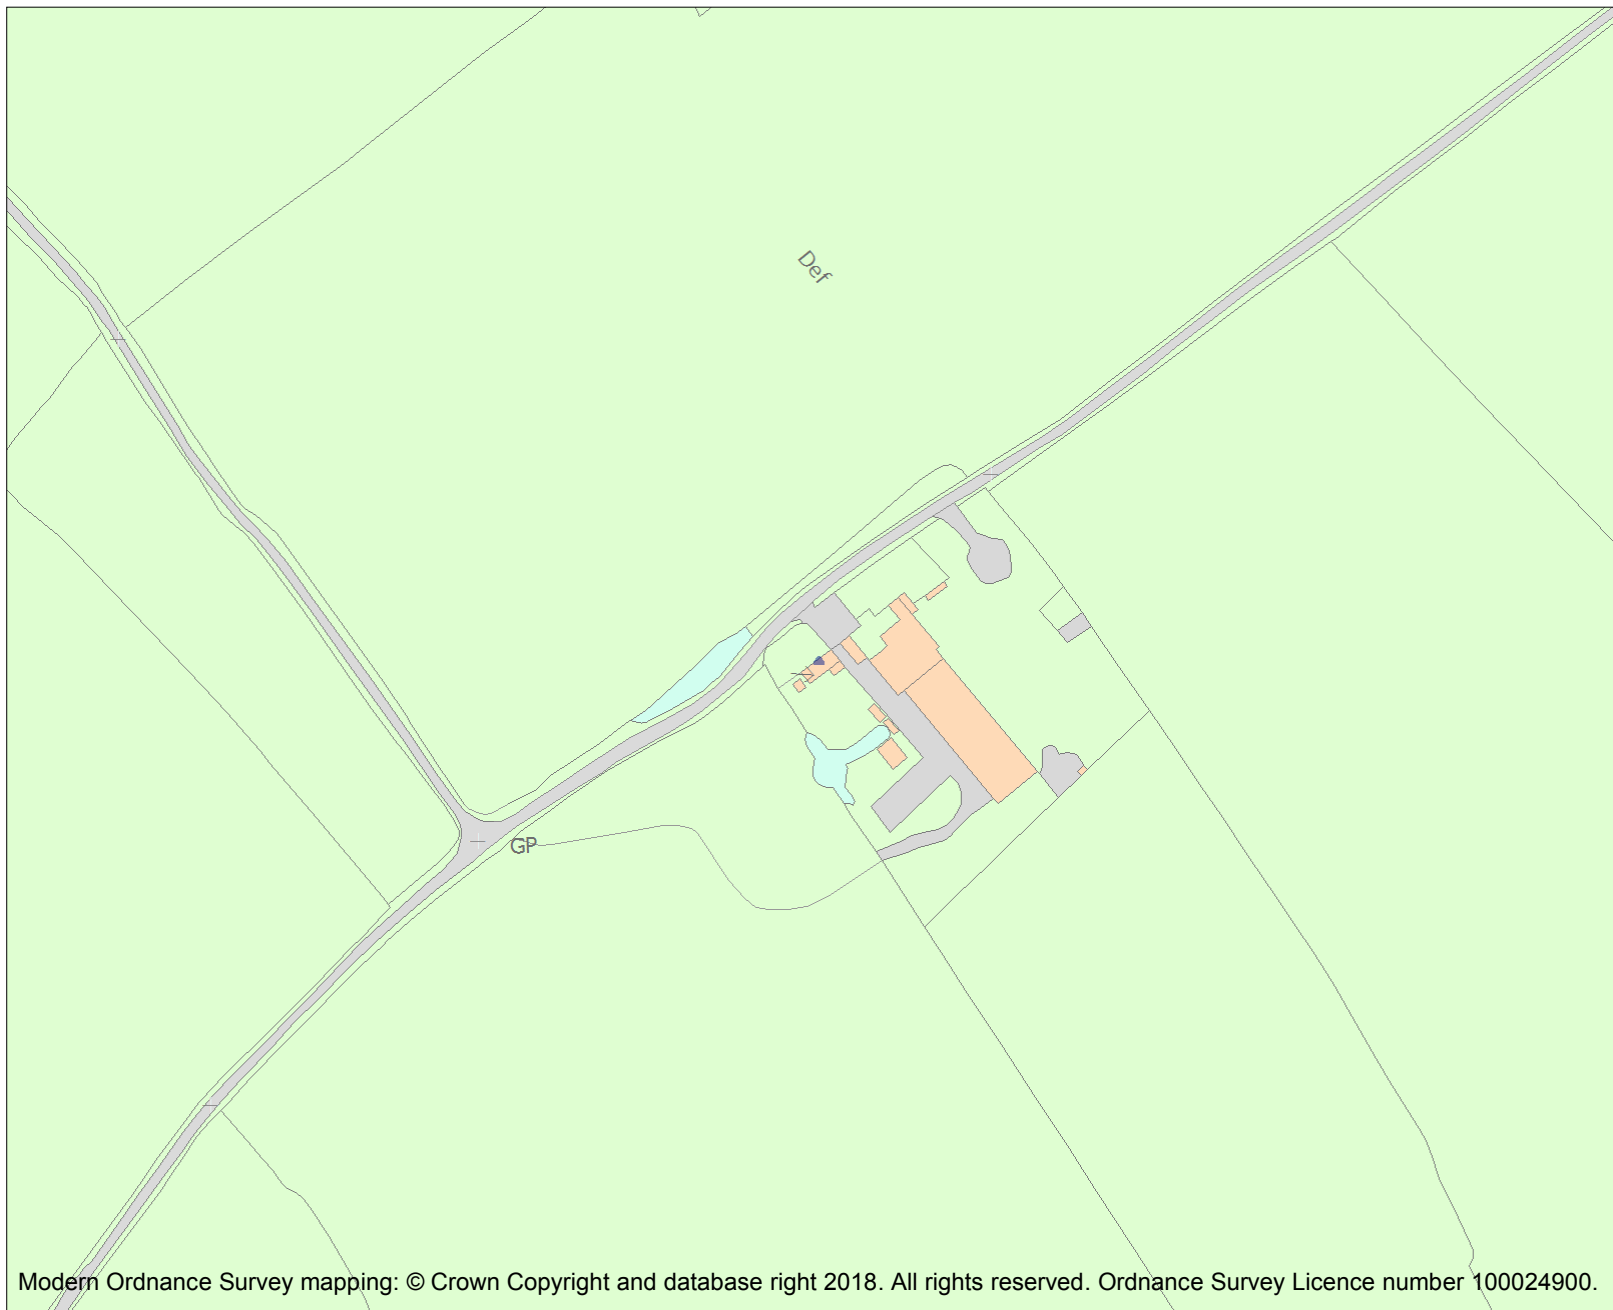 Def
GP
Modern Ordnance Survey mapping: © Crown Copyright and database right 2018. All rights reserved. Ordnance Survey Licence number 100024900.